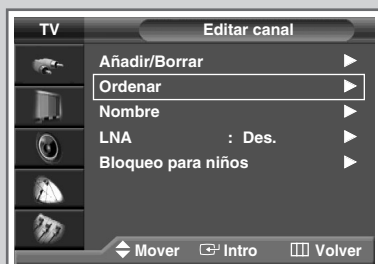 TV Editar canal
Añadir/Borrar
Ordenar
Nombre
LNA : Des.
Bloqueo para niños
Mover Intro Volver